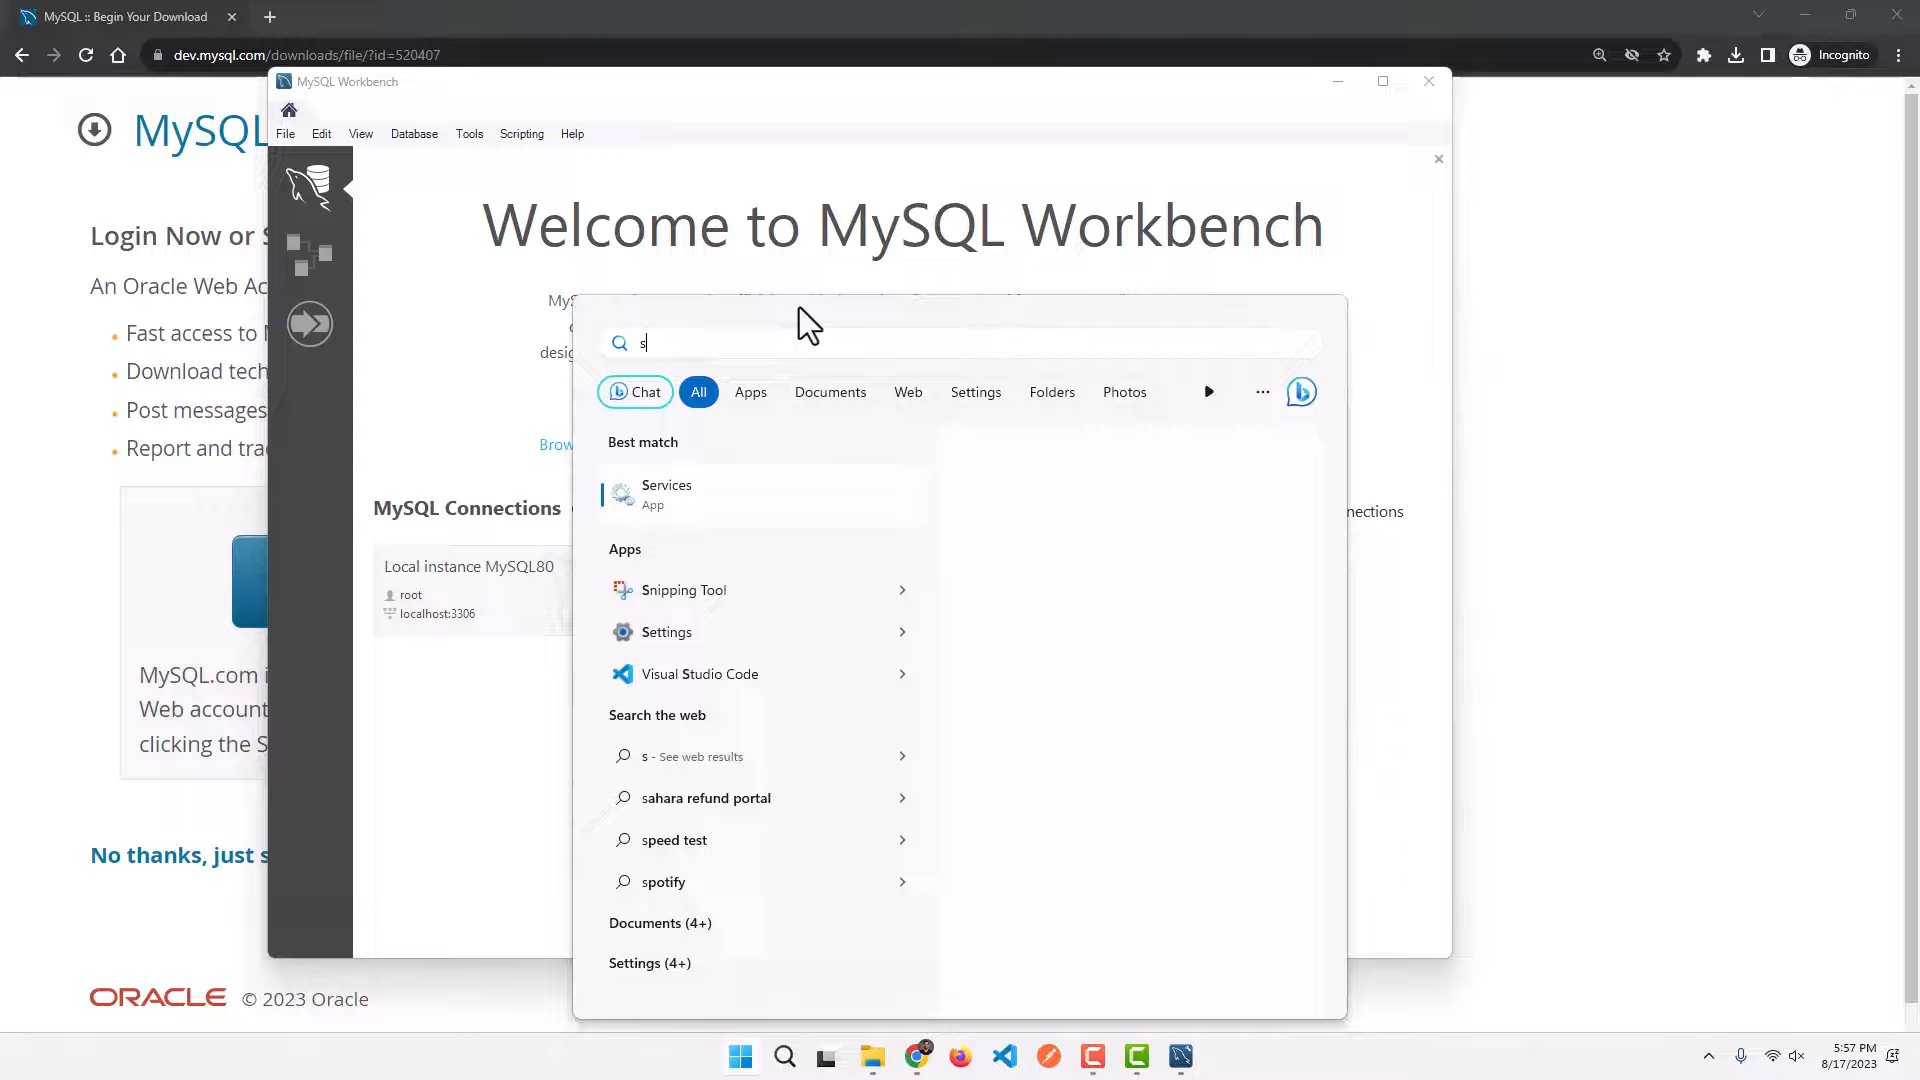 MySQL :: Begin Your Download
dev.mysql.com/downloads/file/?id=520407
Incognito
MySQL
Login Now or S
An Oracle Web Ac
Fast access to
Download tech
Post messages
Report and tra
MySQL.com i
Web account
clicking the S
No thanks, just s
ORACLE © 2023 Oracle
MySQL Workbench
File Edit View Database Tools Scripting Help
Welcome to MySQL Workbench
MyS
desig
Brow
MySQL Connections
nections
Local instance MySQL80
root
localhost:3306
s
Chat All Apps Documents Web Settings Folders Photos
Best match
Services
App
Apps
Snipping Tool
Settings
Visual Studio Code
Search the web
s - See web results
sahara refund portal
speed test
spotify
Documents (4+)
Settings (4+)
5:57 PM
8/17/2023